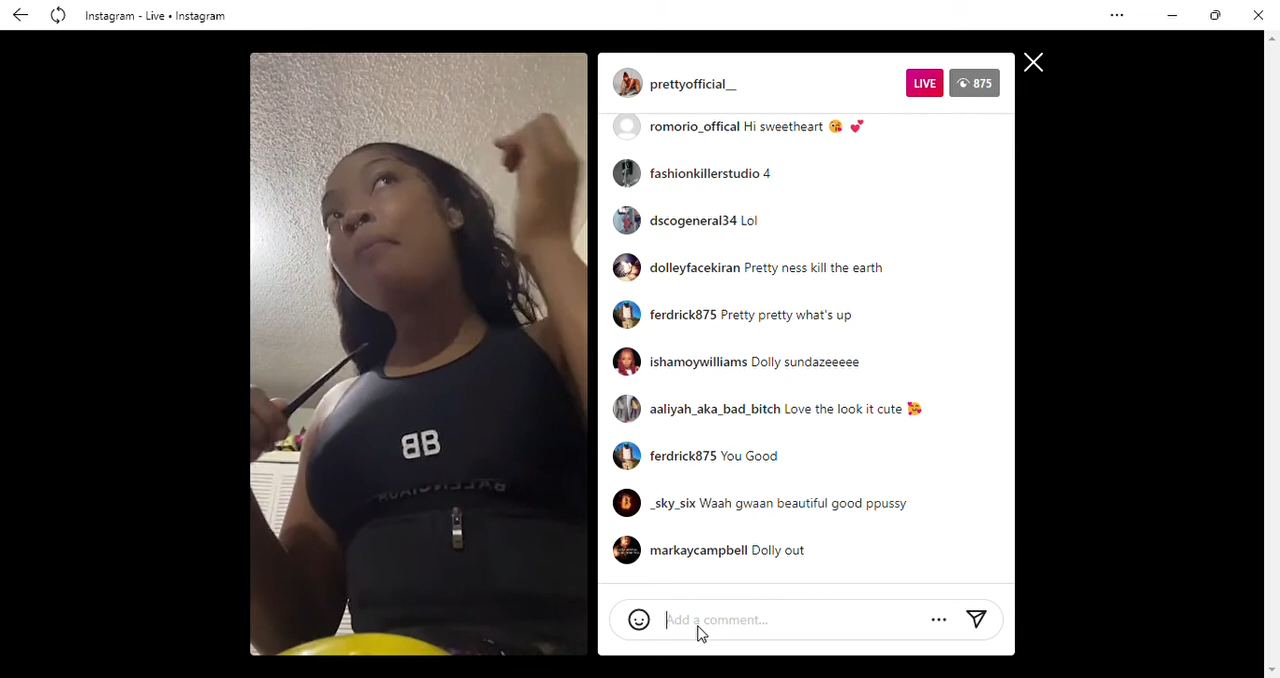 Instagram - Live • Instagram
prettyofficial__
LIVE
875
romorio_offical Hi sweetheart 😘 💕
fashionkillerstudio 4
dscogeneral34 Lol
dolleyfacekiran Pretty ness kill the earth
ferdrick875 Pretty pretty what's up
ishamoywilliams Dolly sundazeeeee
aaliyah_aka_bad_bitch Love the look it cute 🥰
ferdrick875 You Good
_sky_six Waah gwaan beautiful good ppussy
markaycampbell Dolly out
Add a comment...
BB
BALENCIAGA